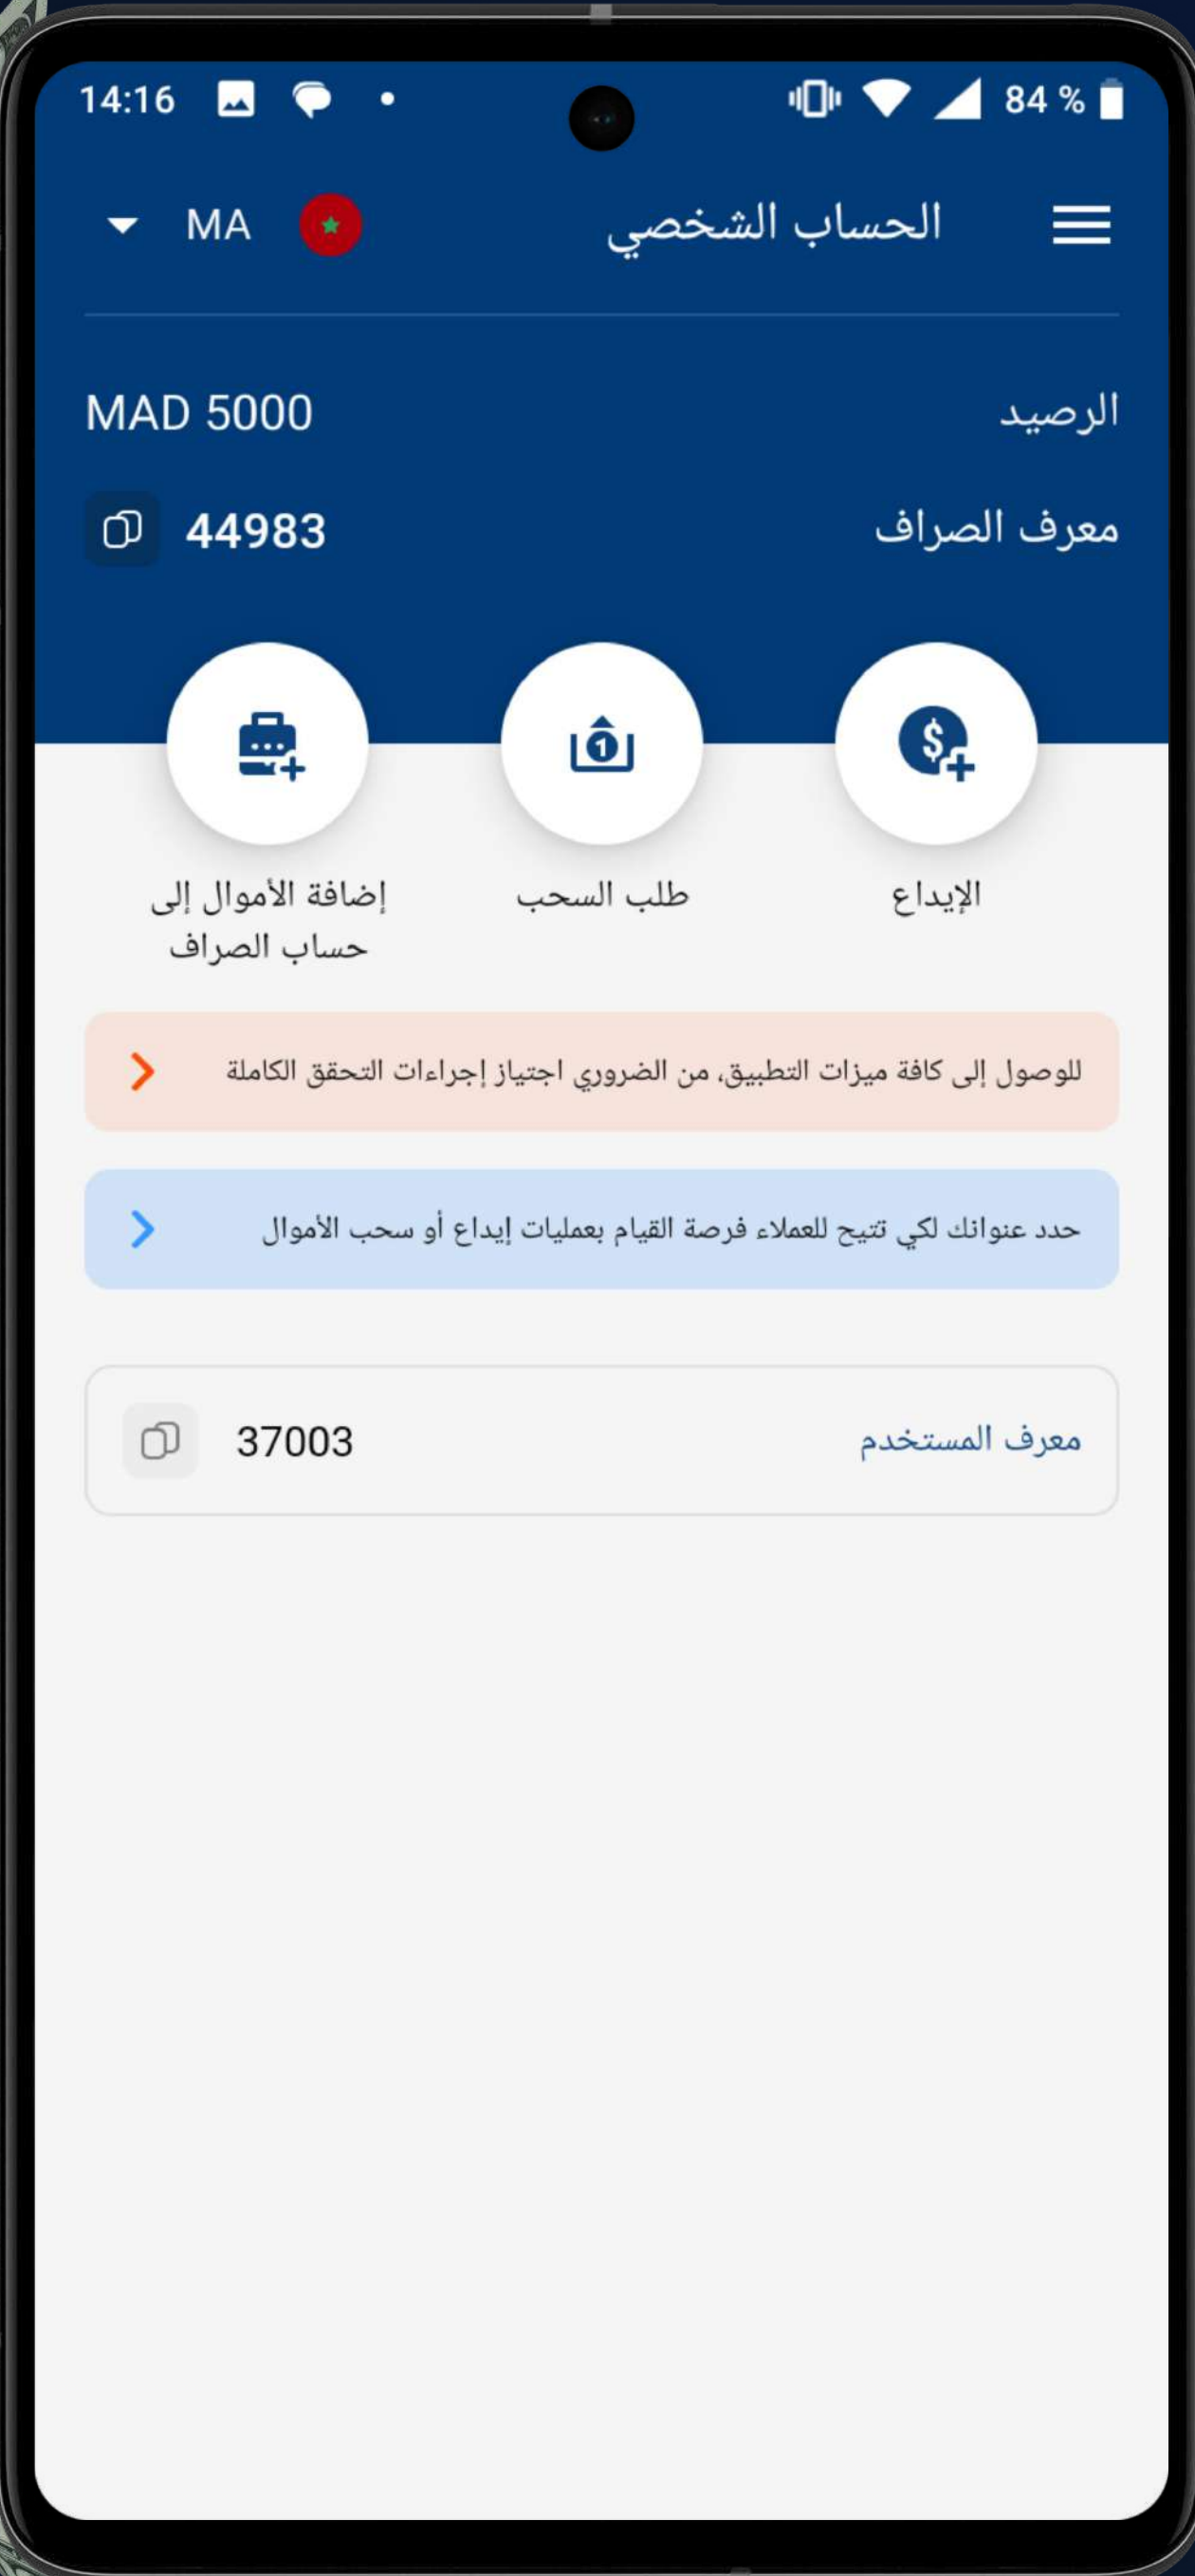 14:16
84 %
الحساب الشخصي
MA
الرصيد
MAD 5000
معرف الصراف
44983
الإيداع
طلب السحب
إضافة الأموال إلى
حساب الصراف
للوصول إلى كافة ميزات التطبيق، من الضروري اجتياز إجراءات التحقق الكاملة
حدد عنوانك لكي تتيح للعملاء فرصة القيام بعمليات إيداع أو سحب الأموال
معرف المستخدم
37003